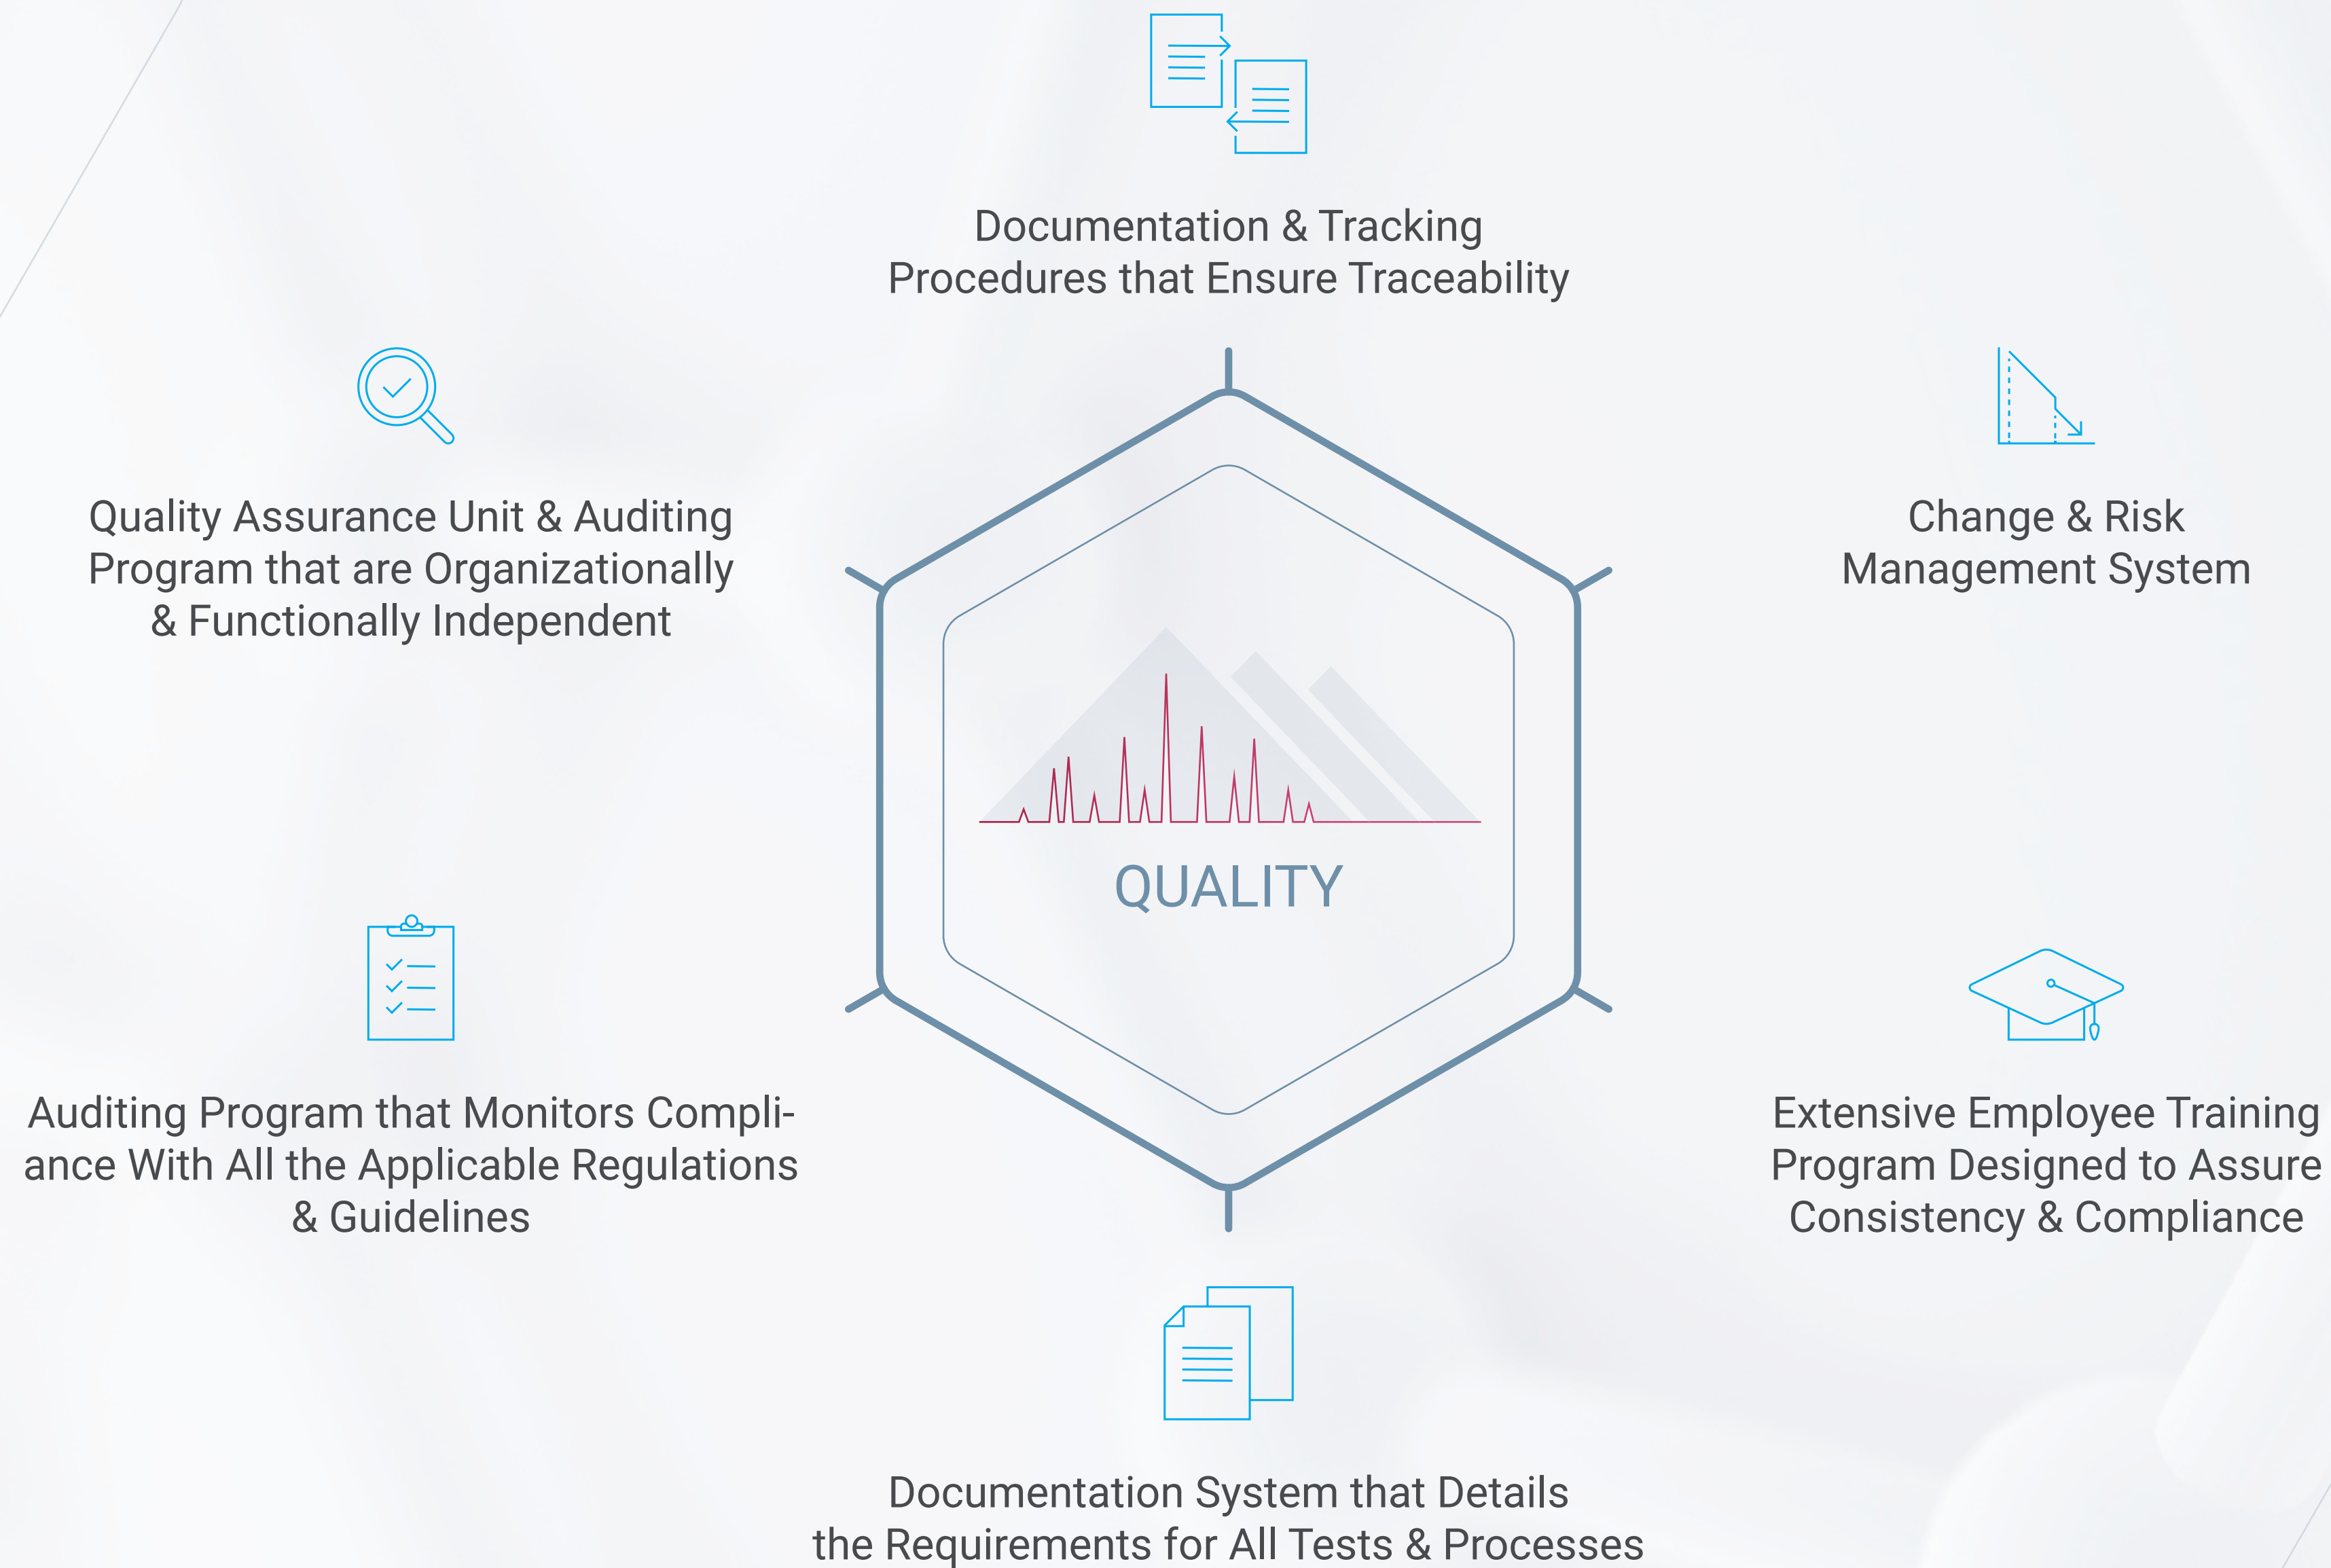 Documentation & Tracking
Procedures that Ensure Traceability
Quality Assurance Unit & Auditing
Program that are Organizationally
& Functionally Independent
Change & Risk
Management System
QUALITY
Auditing Program that Monitors Compli-
ance With All the Applicable Regulations
& Guidelines
Extensive Employee Training
Program Designed to Assure
Consistency & Compliance
Documentation System that Details
the Requirements for All Tests & Processes